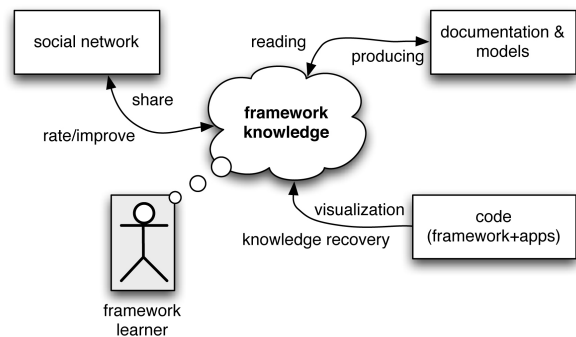 social network
reading
producing
documentation &
models
share
rate/improve
framework
knowledge
visualization
knowledge recovery
code
(framework+apps)
framework
learner